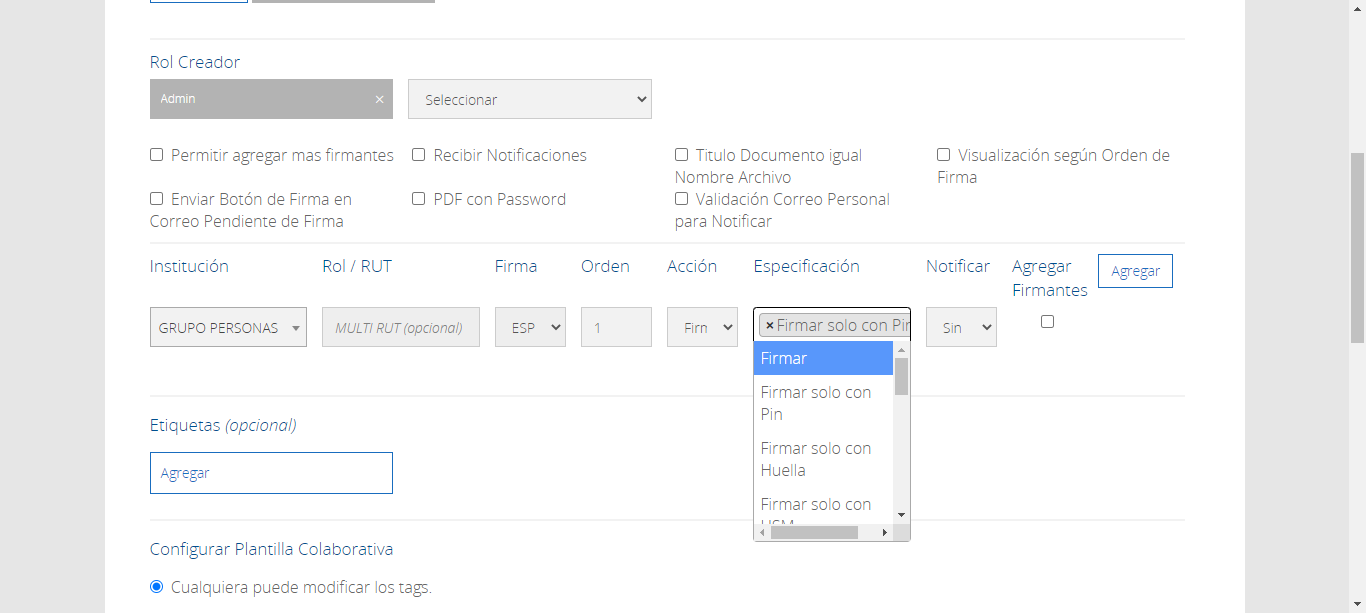 Rol Creador
Admin ×
Seleccionar
Permitir agregar mas firmantes
Recibir Notificaciones
Titulo Documento igual
Nombre Archivo
Visualización según Orden de
Firma
Enviar Botón de Firma en
Correo Pendiente de Firma
PDF con Password
Validación Correo Personal
para Notificar
Institución
Rol / RUT
Firma
Orden
Acción
Especificación
Notificar
Agregar
Firmantes
Agregar
GRUPO PERSONAS
MULTI RUT (opcional)
ESP
1
Firn
× Firmar solo con Pin
Sin
Firmar
Firmar solo con
Pin
Firmar solo con
Huella
Firmar solo con
HSM
Etiquetas (opcional)
Agregar
Configurar Plantilla Colaborativa
Cualquiera puede modificar los tags.